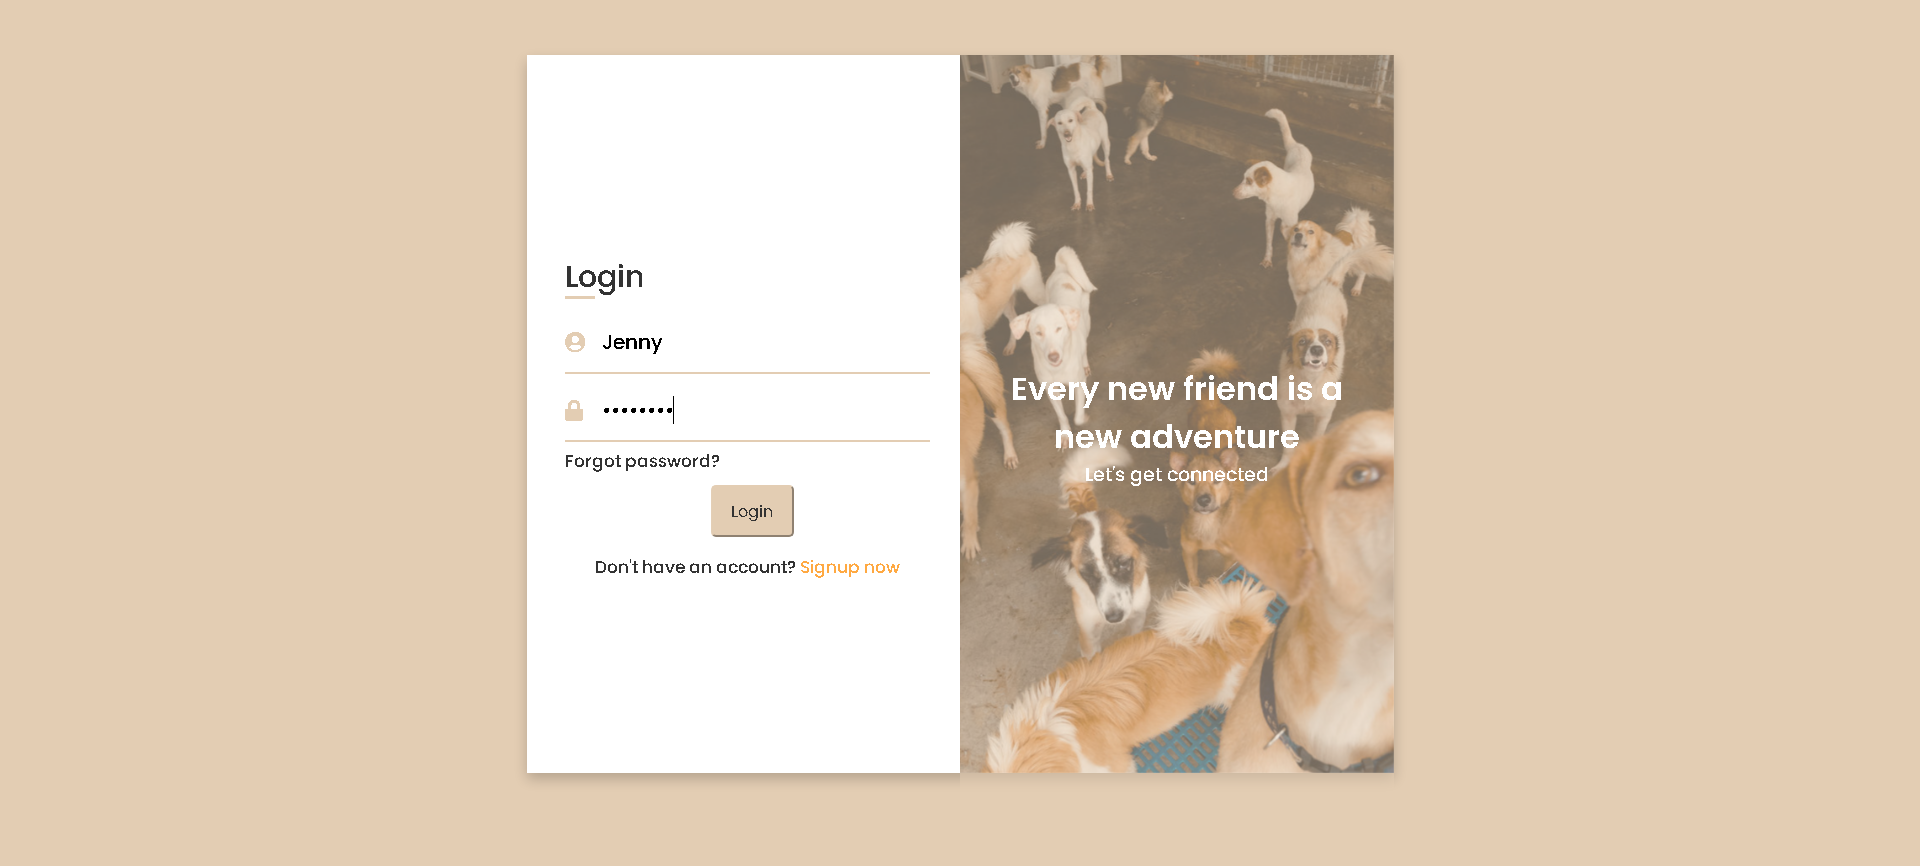 Login
Jenny
••••••••
Forgot password?
Login
Don't have an account? Signup now
Every new friend is a
new adventure
Let's get connected